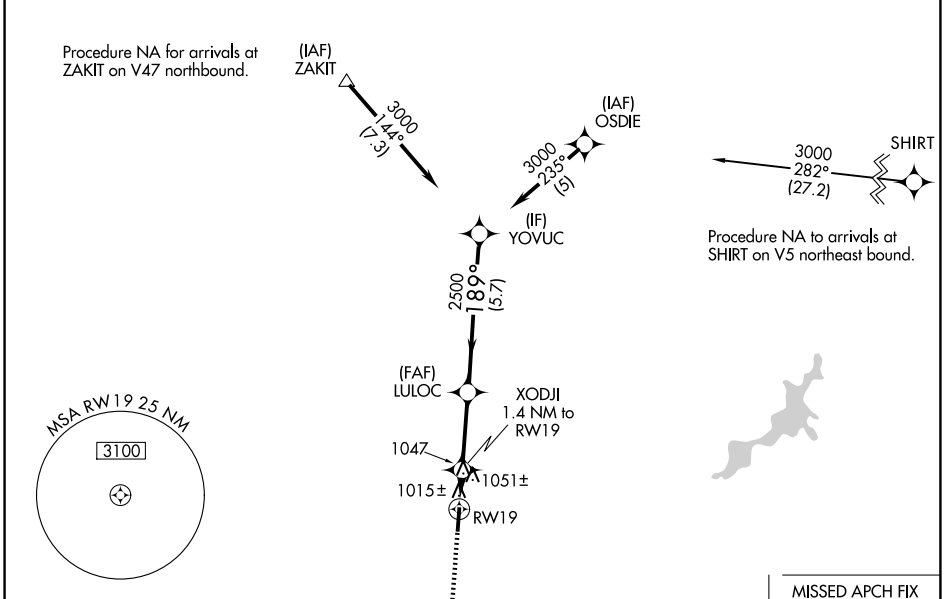 Procedure NA for arrivals at
ZAKIT on V47 northbound.
(IAF)
ZAKIT
3000
144°
(7.3)
(IAF)
OSDIE
3000
235°
(5)
SHIRT
3000
282°
(27.2)
Procedure NA to arrivals at
SHIRT on V5 northeast bound.
(IF)
YOVUC
2500
189°
(5.7)
(FAF)
LULOC
XODJI
1.4 NM to
RW19
1047
1051±
1015±
RW19
MSA RW19 25 NM
3100
MISSED APCH FIX